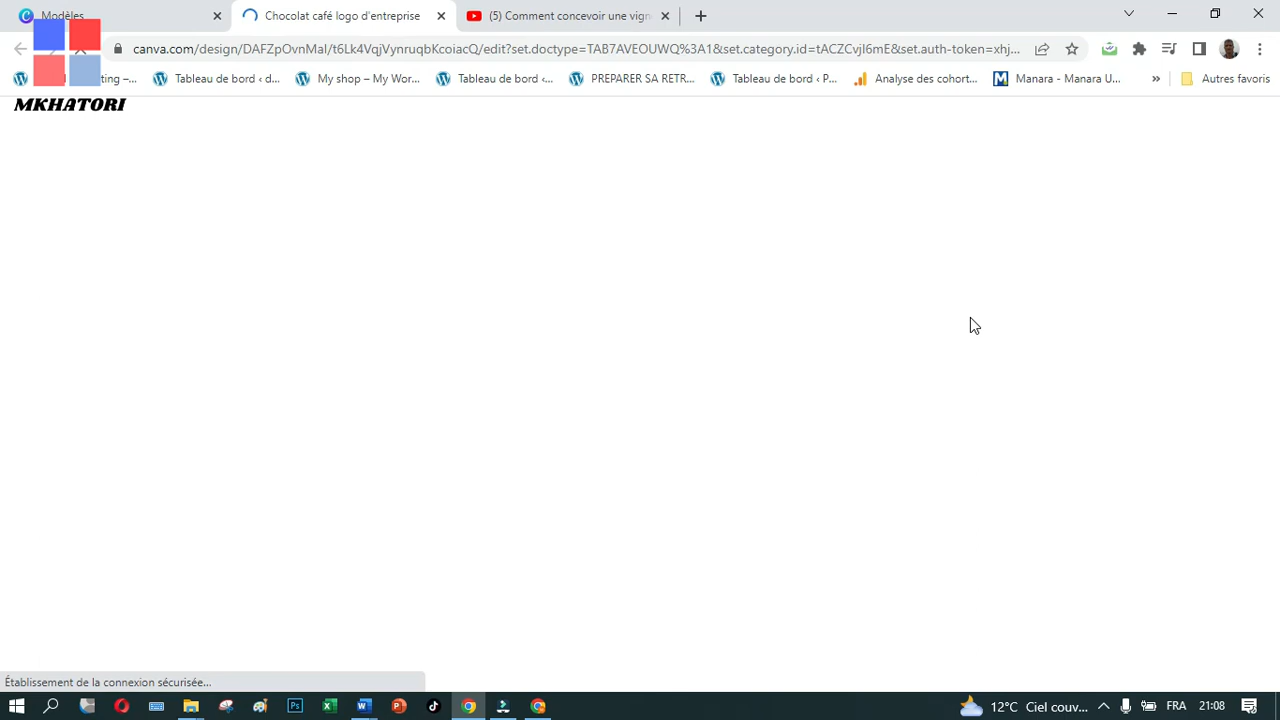 Modèles
Chocolat café logo d'entreprise
(5) Comment concevoir une vign
canva.com/design/DAFZpOvnMaI/t6Lk4VqjVynruqbKcoiacQ/edit?set.doctype=TAB7AVEOUWQ%3A1&set.category.id=tACZCvjI6mE&set.auth-token=xhj...
ting –...
Tableau de bord ‹ d...
My shop — My Wor...
Tableau de bord ‹...
PREPARER SA RETR...
Tableau de bord ‹ P...
Analyse des cohort...
Manara - Manara U...
»
Autres favoris
MKHATORI
Établissement de la connexion sécurisée...
12°C Ciel couv...
FRA
21:08